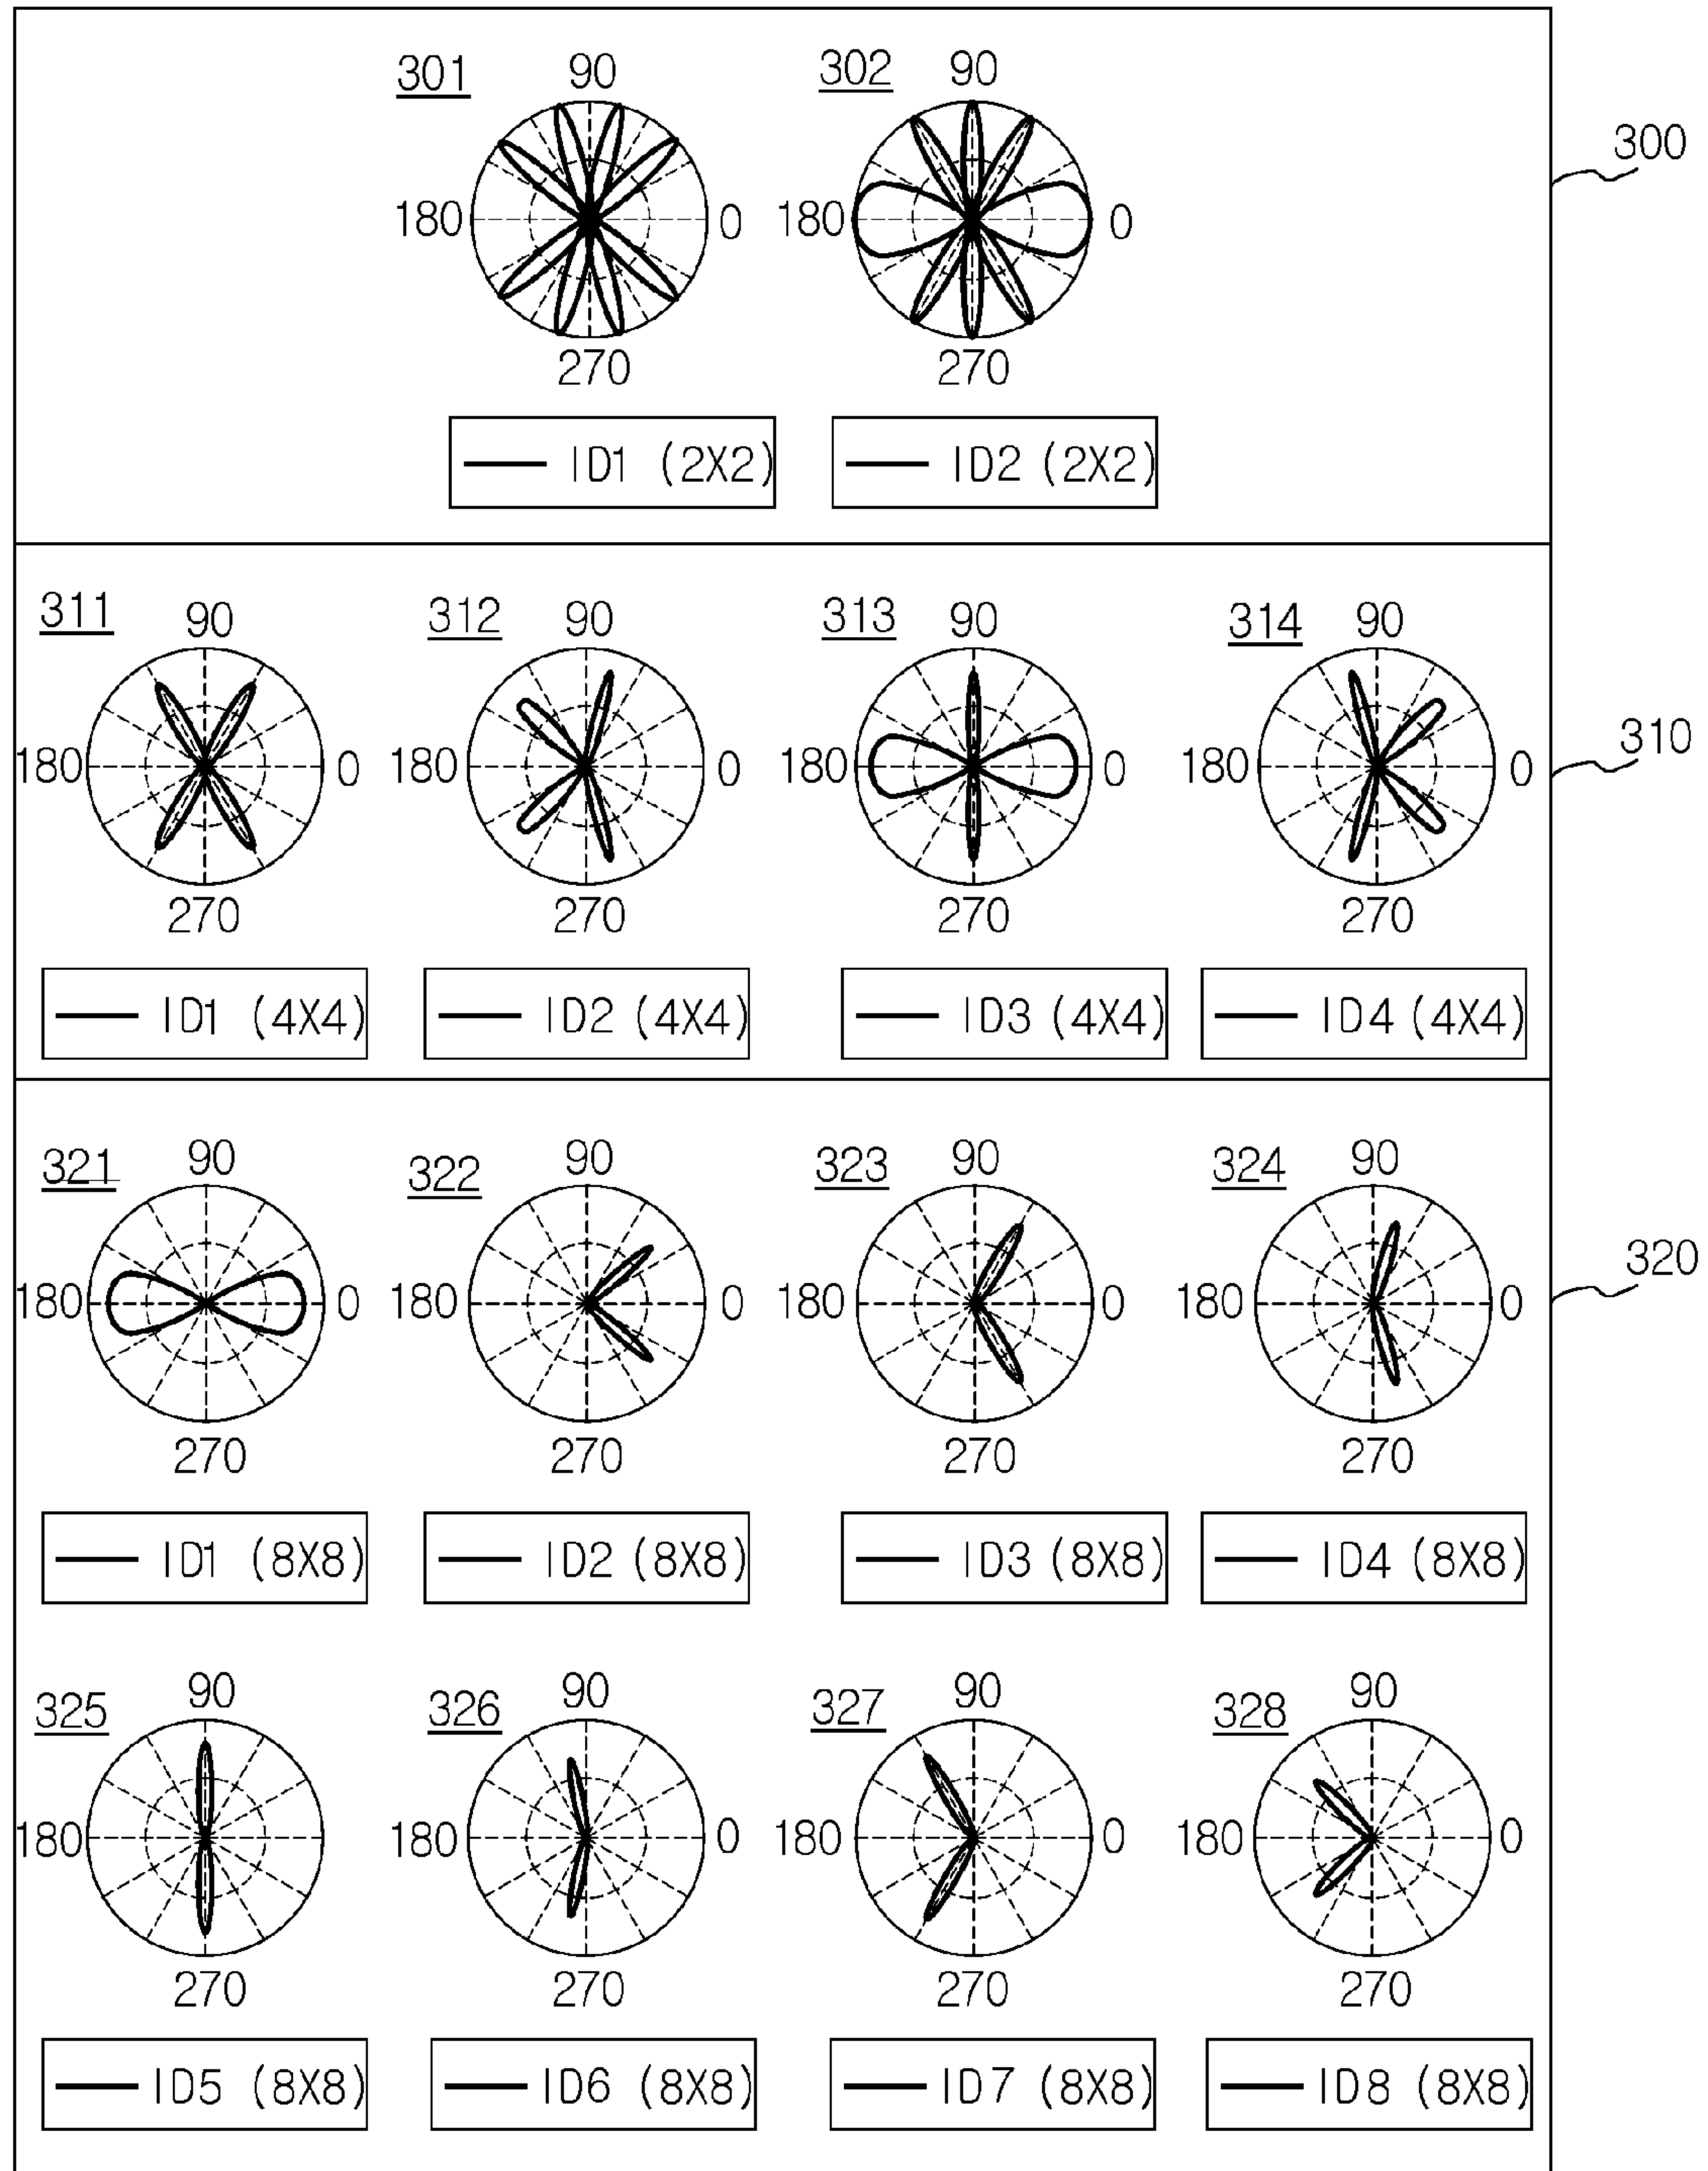 301 90 302 90
300
180 0 180 0
270 270
ID1 (2X2) ID2 (2X2)
311 90 312 90 313 90 314 90
310
180 0 180 0 180 0 180 0
270 270 270 270
ID1 (4X4) ID2 (4X4) ID3 (4X4) ID4 (4X4)
321 90 322 90 323 90 324 90
320
180 0 180 0 180 0 180 0
270 270 270 270
ID1 (8X8) ID2 (8X8) ID3 (8X8) ID4 (8X8)
325 90 326 90 327 90 328 90
180 180 0 180 0 180 0
270 270 270 270
ID5 (8X8) ID6 (8X8) ID7 (8X8) ID8 (8X8)